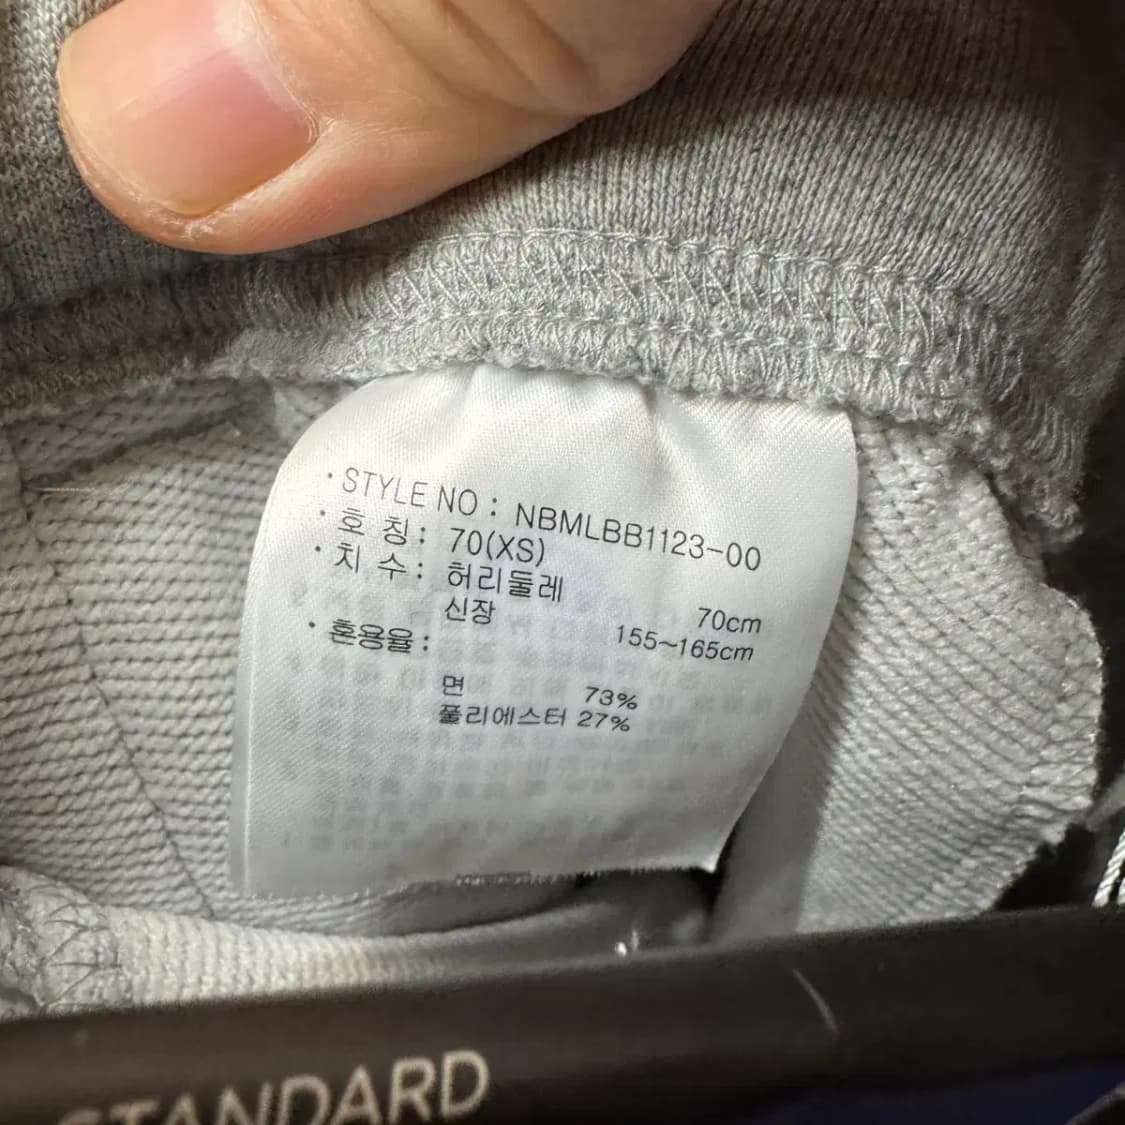 · STYLE NO : NBMLBB1123-00
· 호 칭 : 70(XS)
· 치 수 : 허리둘레 70cm
신장 155~165cm
· 혼용율 :
면 73%
폴리에스터 27%
STANDARD